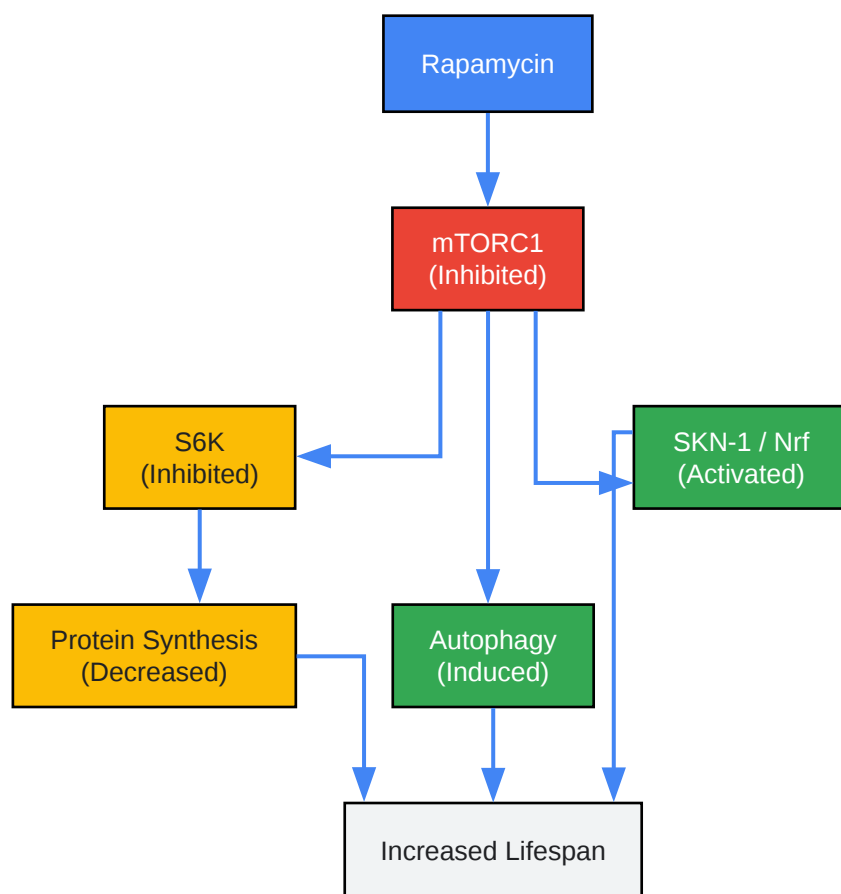 Rapamycin
mTORC1
(Inhibited)
S6K
(Inhibited)
SKN-1 / Nrf
(Activated)
Protein Synthesis
(Decreased)
Autophagy
(Induced)
Increased Lifespan